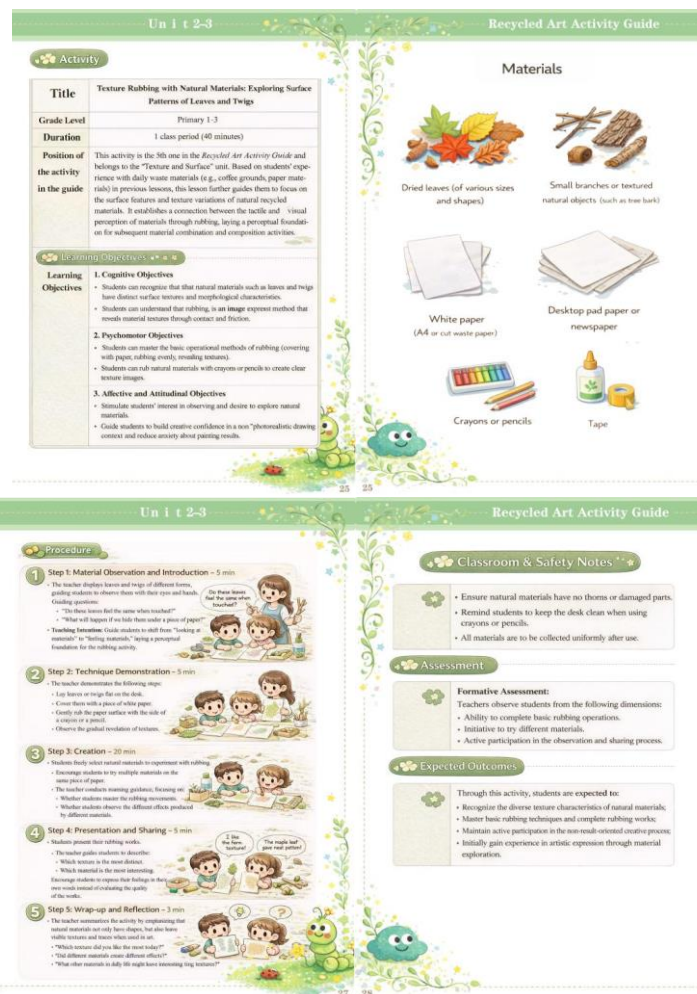 Unit 2-3
Activity
Title
Texture Rubbing with Natural Materials: Exploring Surface
Patterns of Leaves and Twigs
Grade Level
Primary 1-3
Duration
1 class period (40 minutes)
Position of
the activity
in the guide
This activity is the 5th one in the Recycled Art Activity Guide and
belongs to the "Texture and Surface" unit. Based on students' expe-
rience with daily waste materials (e.g., coffee grounds, paper mate-
rials) in previous lessons, this lesson further guides them to focus on
the surface features and texture variations of natural recycled
materials. It establishes a connection between the tactile and visual
perception of materials through rubbing, laying a perceptual foundati-
on for subsequent material combination and composition activities.
Learning Objectives
Learning
Objectives
1. Cognitive Objectives
• Students can recognize that that natural materials such as leaves and twigs
have distinct surface textures and morphological characteristics.
• Students can understand that rubbing, is an image express method that
reveals material textures through contact and friction.
2. Psychomotor Objectives
• Students can master the basic operational methods of rubbing (covering
with paper, rubbing evenly, revealing textures).
• Students can rub natural materials with crayons or pencils to create clear
texture images.
3. Affective and Attitudinal Objectives
• Stimulate students' interest in observing and desire to explore natural
materials.
• Guide students to build creative confidence in a non "photorealistic drawing
context and reduce anxiety about painting results.
25
Recycled Art Activity Guide
Materials
Dried leaves (of various sizes
and shapes)
Small branches or textured
natural objects (such as tree bark)
White paper
(A4 or cut waste paper)
Desktop pad paper or
newspaper
Crayons or pencils
Tape
25
Unit 2-3
Procedure
1
Step 1: Material Observation and Introduction – 5 min
• The teacher displays leaves and twigs of different forms,
guiding students to observe them with their eyes and hands.
Guiding questions:
• "Do these leaves feel the same when touched?"
• "What will happen if we hide them under a piece of paper?"
• Teaching Intention: Guide students to shift from "looking at
materials" to "feeling materials," laying a perceptual
foundation for the rubbing activity.
Do these leaves
feel the same when
touched?
2
Step 2: Technique Demonstration – 5 min
• The teacher demonstrates the following steps:
• Lay leaves or twigs flat on the desk.
• Cover them with a piece of white paper.
• Gently rub the paper surface with the side of
a crayon or a pencil.
• Observe the gradual revelation of textures.
3
Step 3: Creation – 20 min
• Students freely select natural materials to experiment with rubbing.
• Encourage students to try multiple materials on the
same piece of paper.
• The teacher conducts roaming guidance, focusing on:
• Whether students master the rubbing movements.
• Whether students observe the different effects produced
by different materials.
4
Step 4: Presentation and Sharing – 5 min
• Students present their rubbing works.
• The teacher guides students to describe:
• Which texture is the most distinct.
• Which material is the most interesting.
Encourage students to express their feelings in their
own words instead of evaluating the quality
of the works.
I like
the fern
texture!
The maple leaf
5
Step 5: Wrap-up and Reflection – 3 min
• The teacher summarizes the activity by emphasizing that
natural materials not only have shapes, but also leave
visible textures and traces when used in art.
• "Which texture did you like the most today?"
• "Did different materials create different effects?"
• "What other materials in daily life might have interesting textures?"
?
Recycled Art Activity Guide
Classroom & Safety Notes
• Ensure natural materials have no thorns or damaged parts.
• Remind students to keep the desk clean when using
crayons or pencils.
• All materials are to be collected uniformly after use.
Assessment
Formative Assessment:
Teachers observe students from the following dimensions:
• Ability to complete basic rubbing operations.
• Initiative to try different materials.
• Active participation in the observation and sharing process.
Expected Outcomes
Through this activity, students are expected to:
• Recognize the diverse texture characteristics of natural materials;
• Master basic rubbing techniques and complete rubbing works;
• Maintain active participation in the non-result-oriented creative process;
• Initially gain experience in artistic expression through material
exploration.